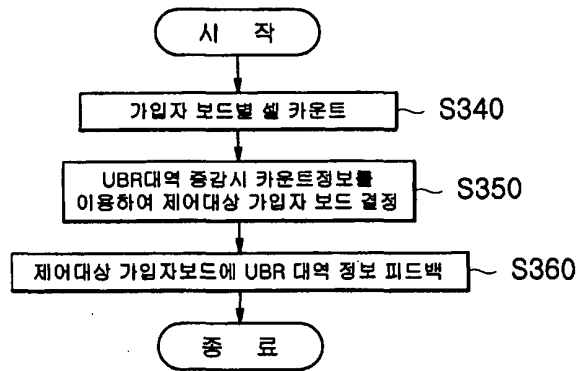 시 작
가입자 보드별 셀 카운트
S340
UBR대역 증감시 카운트정보를
이용하여 제어대상 가입자 보드 결정
S350
제어대상 가입자보드에 UBR 대역 정보 피드백
S360
종 료